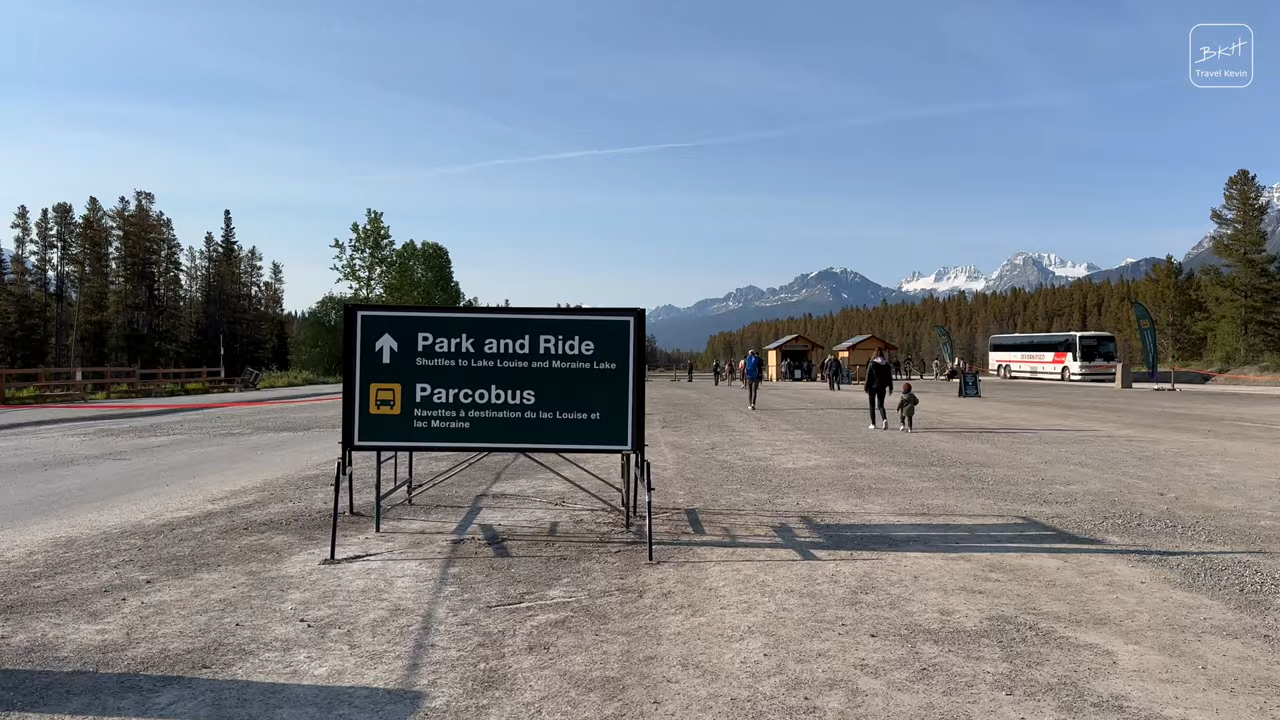 BKH
Travel Kevin
Park and Ride
Shuttles to Lake Louise and Moraine Lake
Parcobus
Navettes à destination du lac Louise et
lac Moraine
DIVERSIFIED